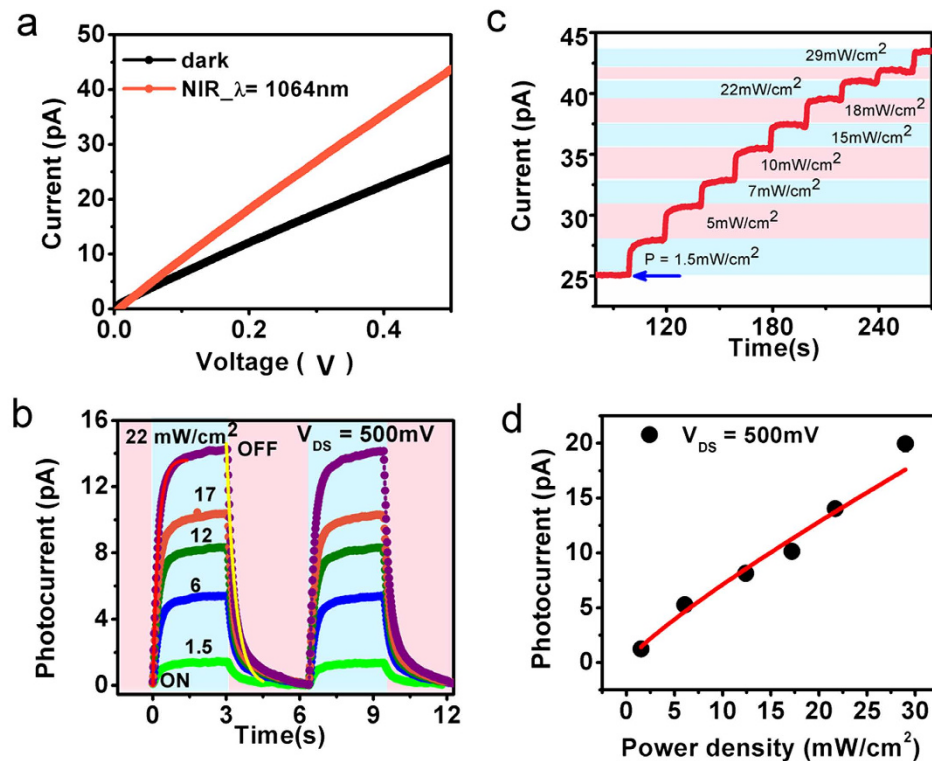 a
Current (pA)
50
40
30
20
10
0
dark
NIR_λ= 1064nm
0.0
0.2
0.4
Voltage ( V )
b
Photocurrent (pA)
16
12
8
4
0
22 mW/cm²
OFF
V_DS = 500mV
17
12
6
1.5
ON
0
3
6
9
12
Time(s)
c
Current (pA)
45
40
35
30
25
29mW/cm²
22mW/cm²
18mW/cm²
15mW/cm²
10mW/cm²
7mW/cm²
5mW/cm²
P = 1.5mW/cm²
120
180
240
Time(s)
d
Photocurrent (pA)
20
15
10
5
0
V_DS = 500mV
0
5
10
15
20
25
30
Power density (mW/cm²)